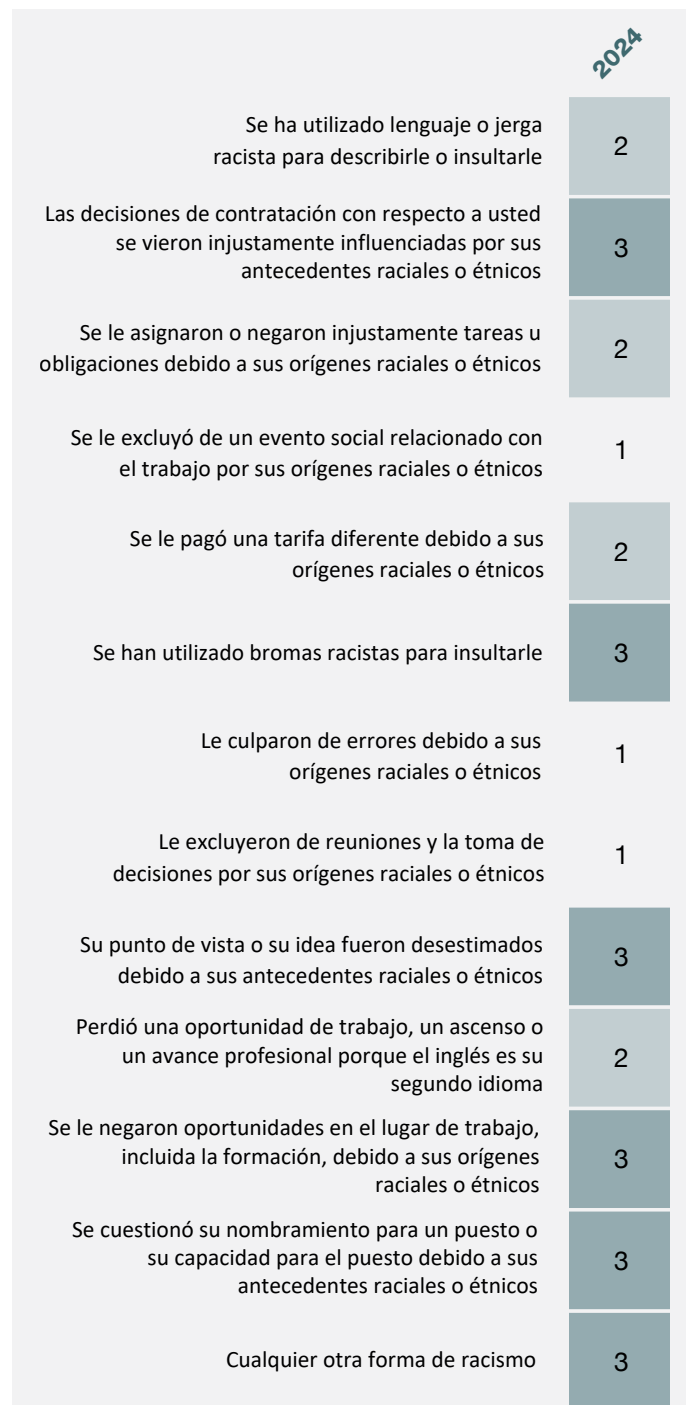 2024
Se ha utilizado lenguaje o jerga
racista para describirle o insultarle
2
Las decisiones de contratación con respecto a usted
se vieron injustamente influenciadas por sus
antecedentes raciales o étnicos
3
Se le asignaron o negaron injustamente tareas u
obligaciones debido a sus orígenes raciales o étnicos
2
Se le excluyó de un evento social relacionado con
el trabajo por sus orígenes raciales o étnicos
1
Se le pagó una tarifa diferente debido a sus
orígenes raciales o étnicos
2
Se han utilizado bromas racistas para insultarle
3
Le culparon de errores debido a sus
orígenes raciales o étnicos
1
Le excluyeron de reuniones y la toma de
decisiones por sus orígenes raciales o étnicos
1
Su punto de vista o su idea fueron desestimados
debido a sus antecedentes raciales o étnicos
3
Perdió una oportunidad de trabajo, un ascenso o
un avance profesional porque el inglés es su
segundo idioma
2
Se le negaron oportunidades en el lugar de trabajo,
incluida la formación, debido a sus orígenes
raciales o étnicos
3
Se cuestionó su nombramiento para un puesto o
su capacidad para el puesto debido a sus
antecedentes raciales o étnicos
3
Cualquier otra forma de racismo
3